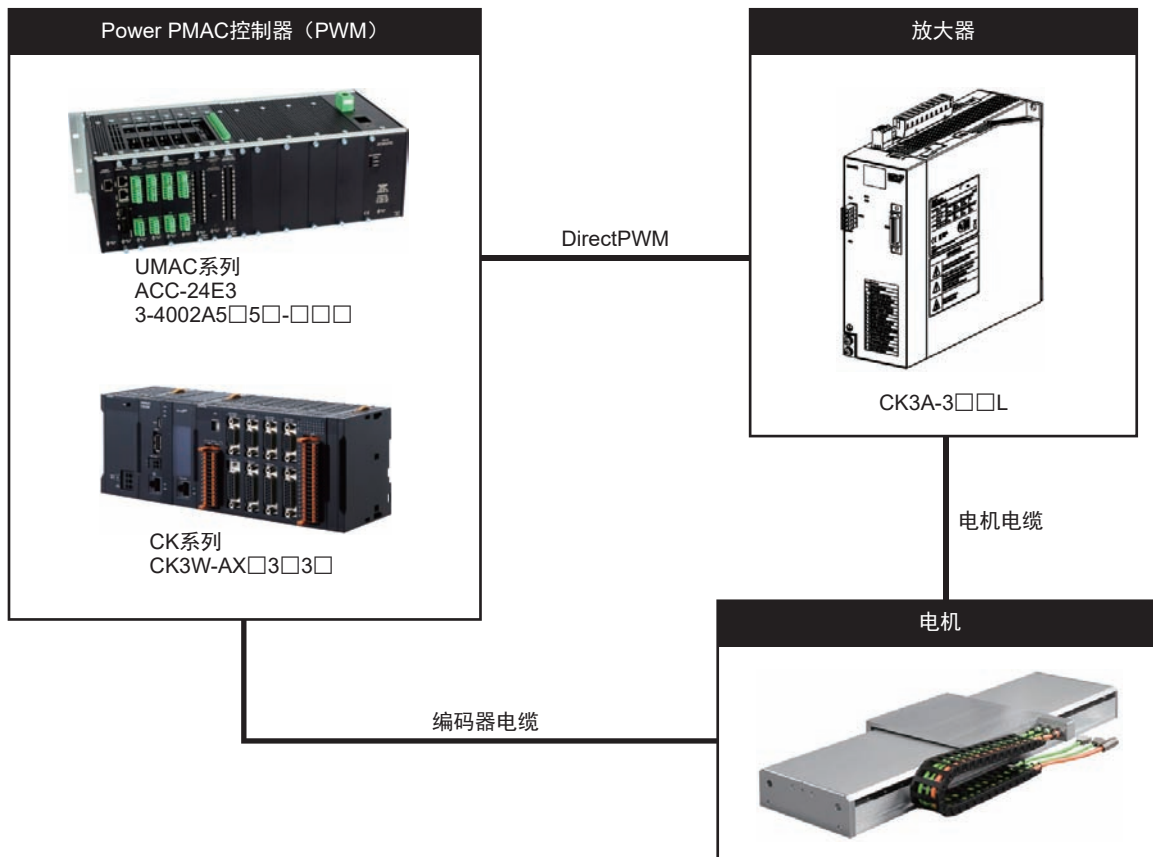 Power PMAC控制器（PWM）
UMAC系列
ACC-24E3
3-4002A5□5□-□□□
CK系列
CK3W-AX□3□3□
DirectPWM
放大器
CK3A-3□□L
电机电缆
电机
编码器电缆